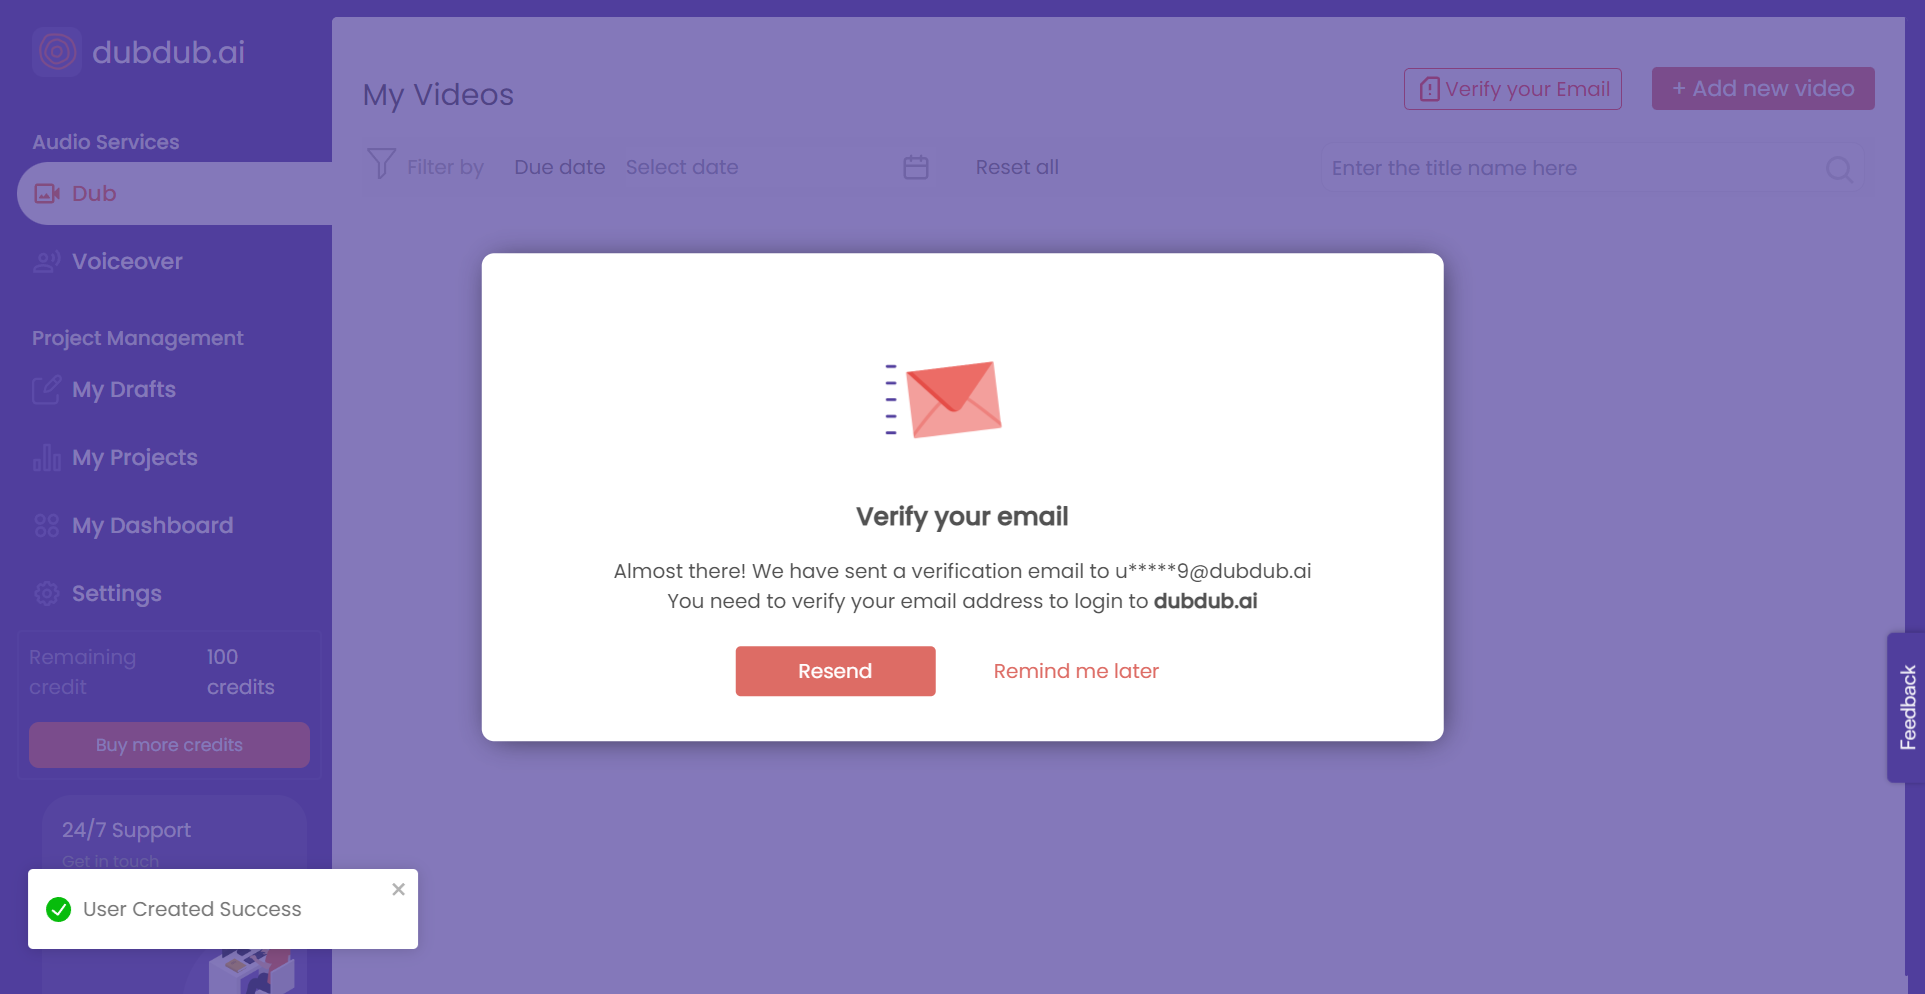 dubdub.ai
Audio Services
Dub
Voiceover
Project Management
My Drafts
My Projects
My Dashboard
Settings
Remaining credit
100 credits
Buy more credits
24/7 Support
Get in touch
User Created Success
My Videos
Verify your Email
+ Add new video
Filter by
Due date
Select date
Reset all
Enter the title name here
Verify your email
Almost there! We have sent a verification email to u*****9@dubdub.ai
You need to verify your email address to login to dubdub.ai
Resend
Remind me later
Feedback